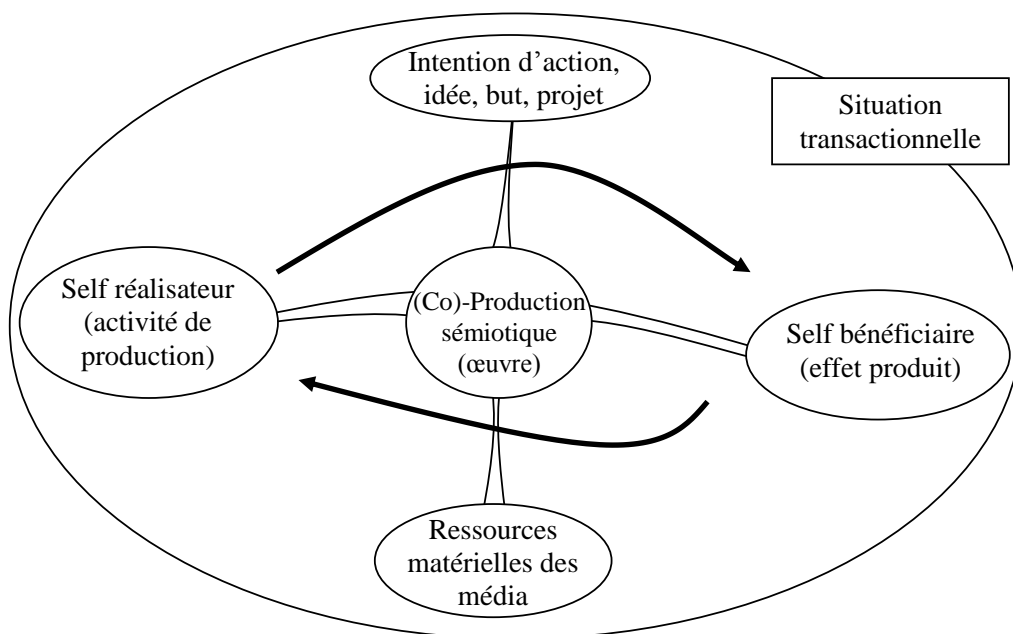 Intention d’action,
idée, but, projet
Situation
transactionnelle
Self réalisateur
(activité de
production)
(Co)-Production
sémiotique
(œuvre)
Self bénéficiaire
(effet produit)
Ressources
matérielles des
média